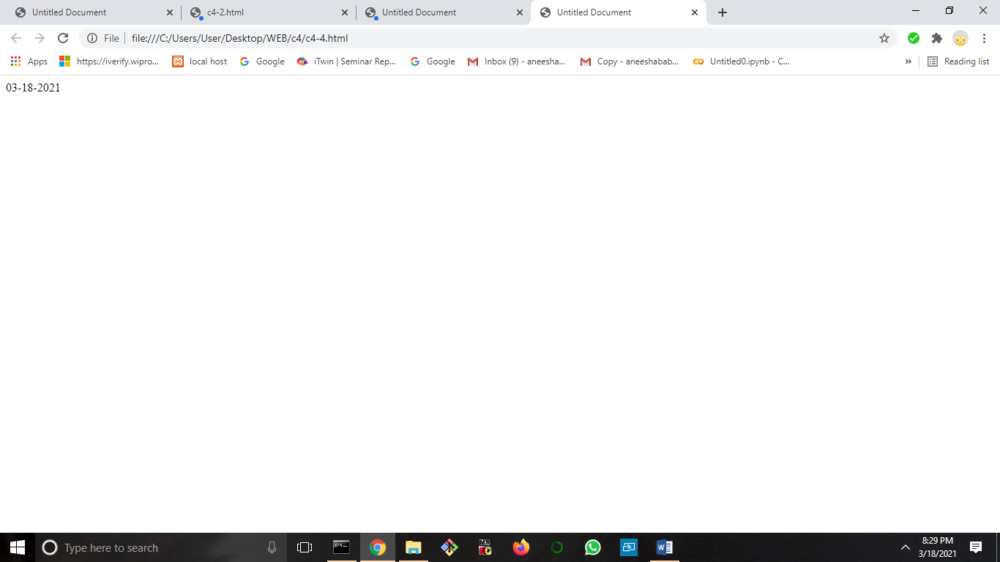 Untitled Document
c4-2.html
Untitled Document
Untitled Document
File
file:///C:/Users/User/Desktop/WEB/c4/c4-4.html
Apps
https://iverify.wipro...
local host
Google
iTwin | Seminar Rep...
Google
Inbox (9) - aneesha...
Copy - aneeshabab...
Untitled0.ipynb - C...
»
Reading list
03-18-2021
Type here to search
8:29 PM
3/18/2021